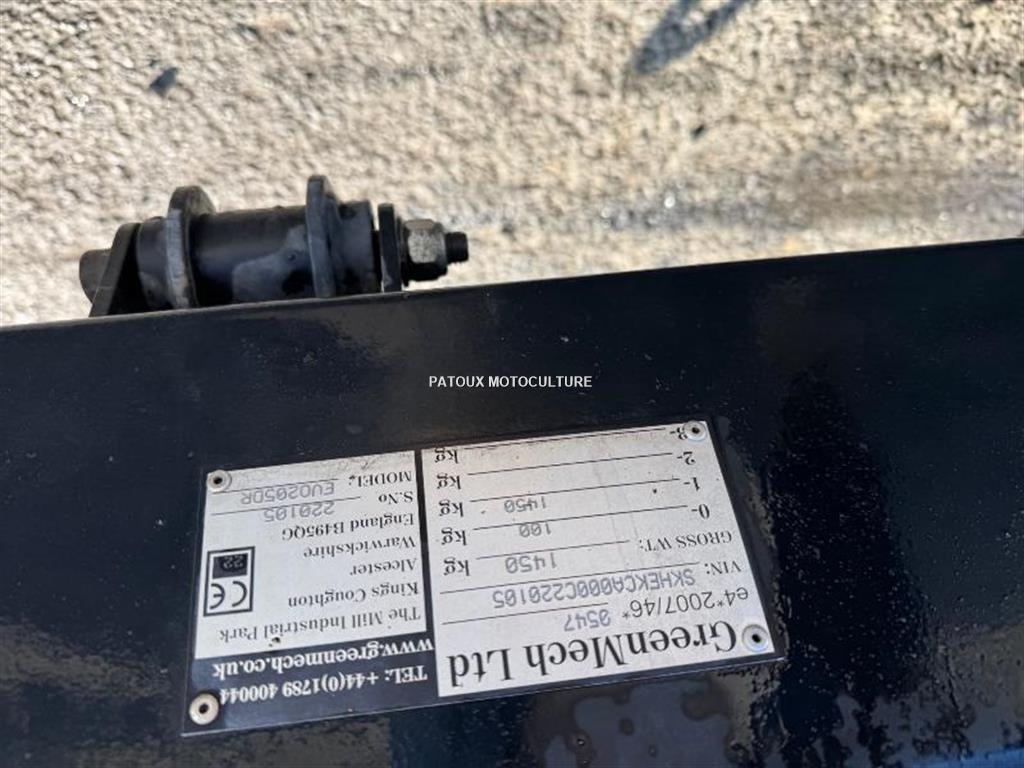 PATOUX MOTOCULTURE
GreenMech Ltd
e4*2007/46* 0547
VIN: SKHEKCA000C220105
GROSS WT: 1450 kg
0- 100 kg
1- 1450 kg
2- kg
3- kg
TEL: +44(0)1789 400044
www.greenmech.co.uk
The Mill Industrial Park
Kings Coughton
Alcester
Warwickshire
England B495QG
CE 22
S.No 220105
MODEL: EVO205DR